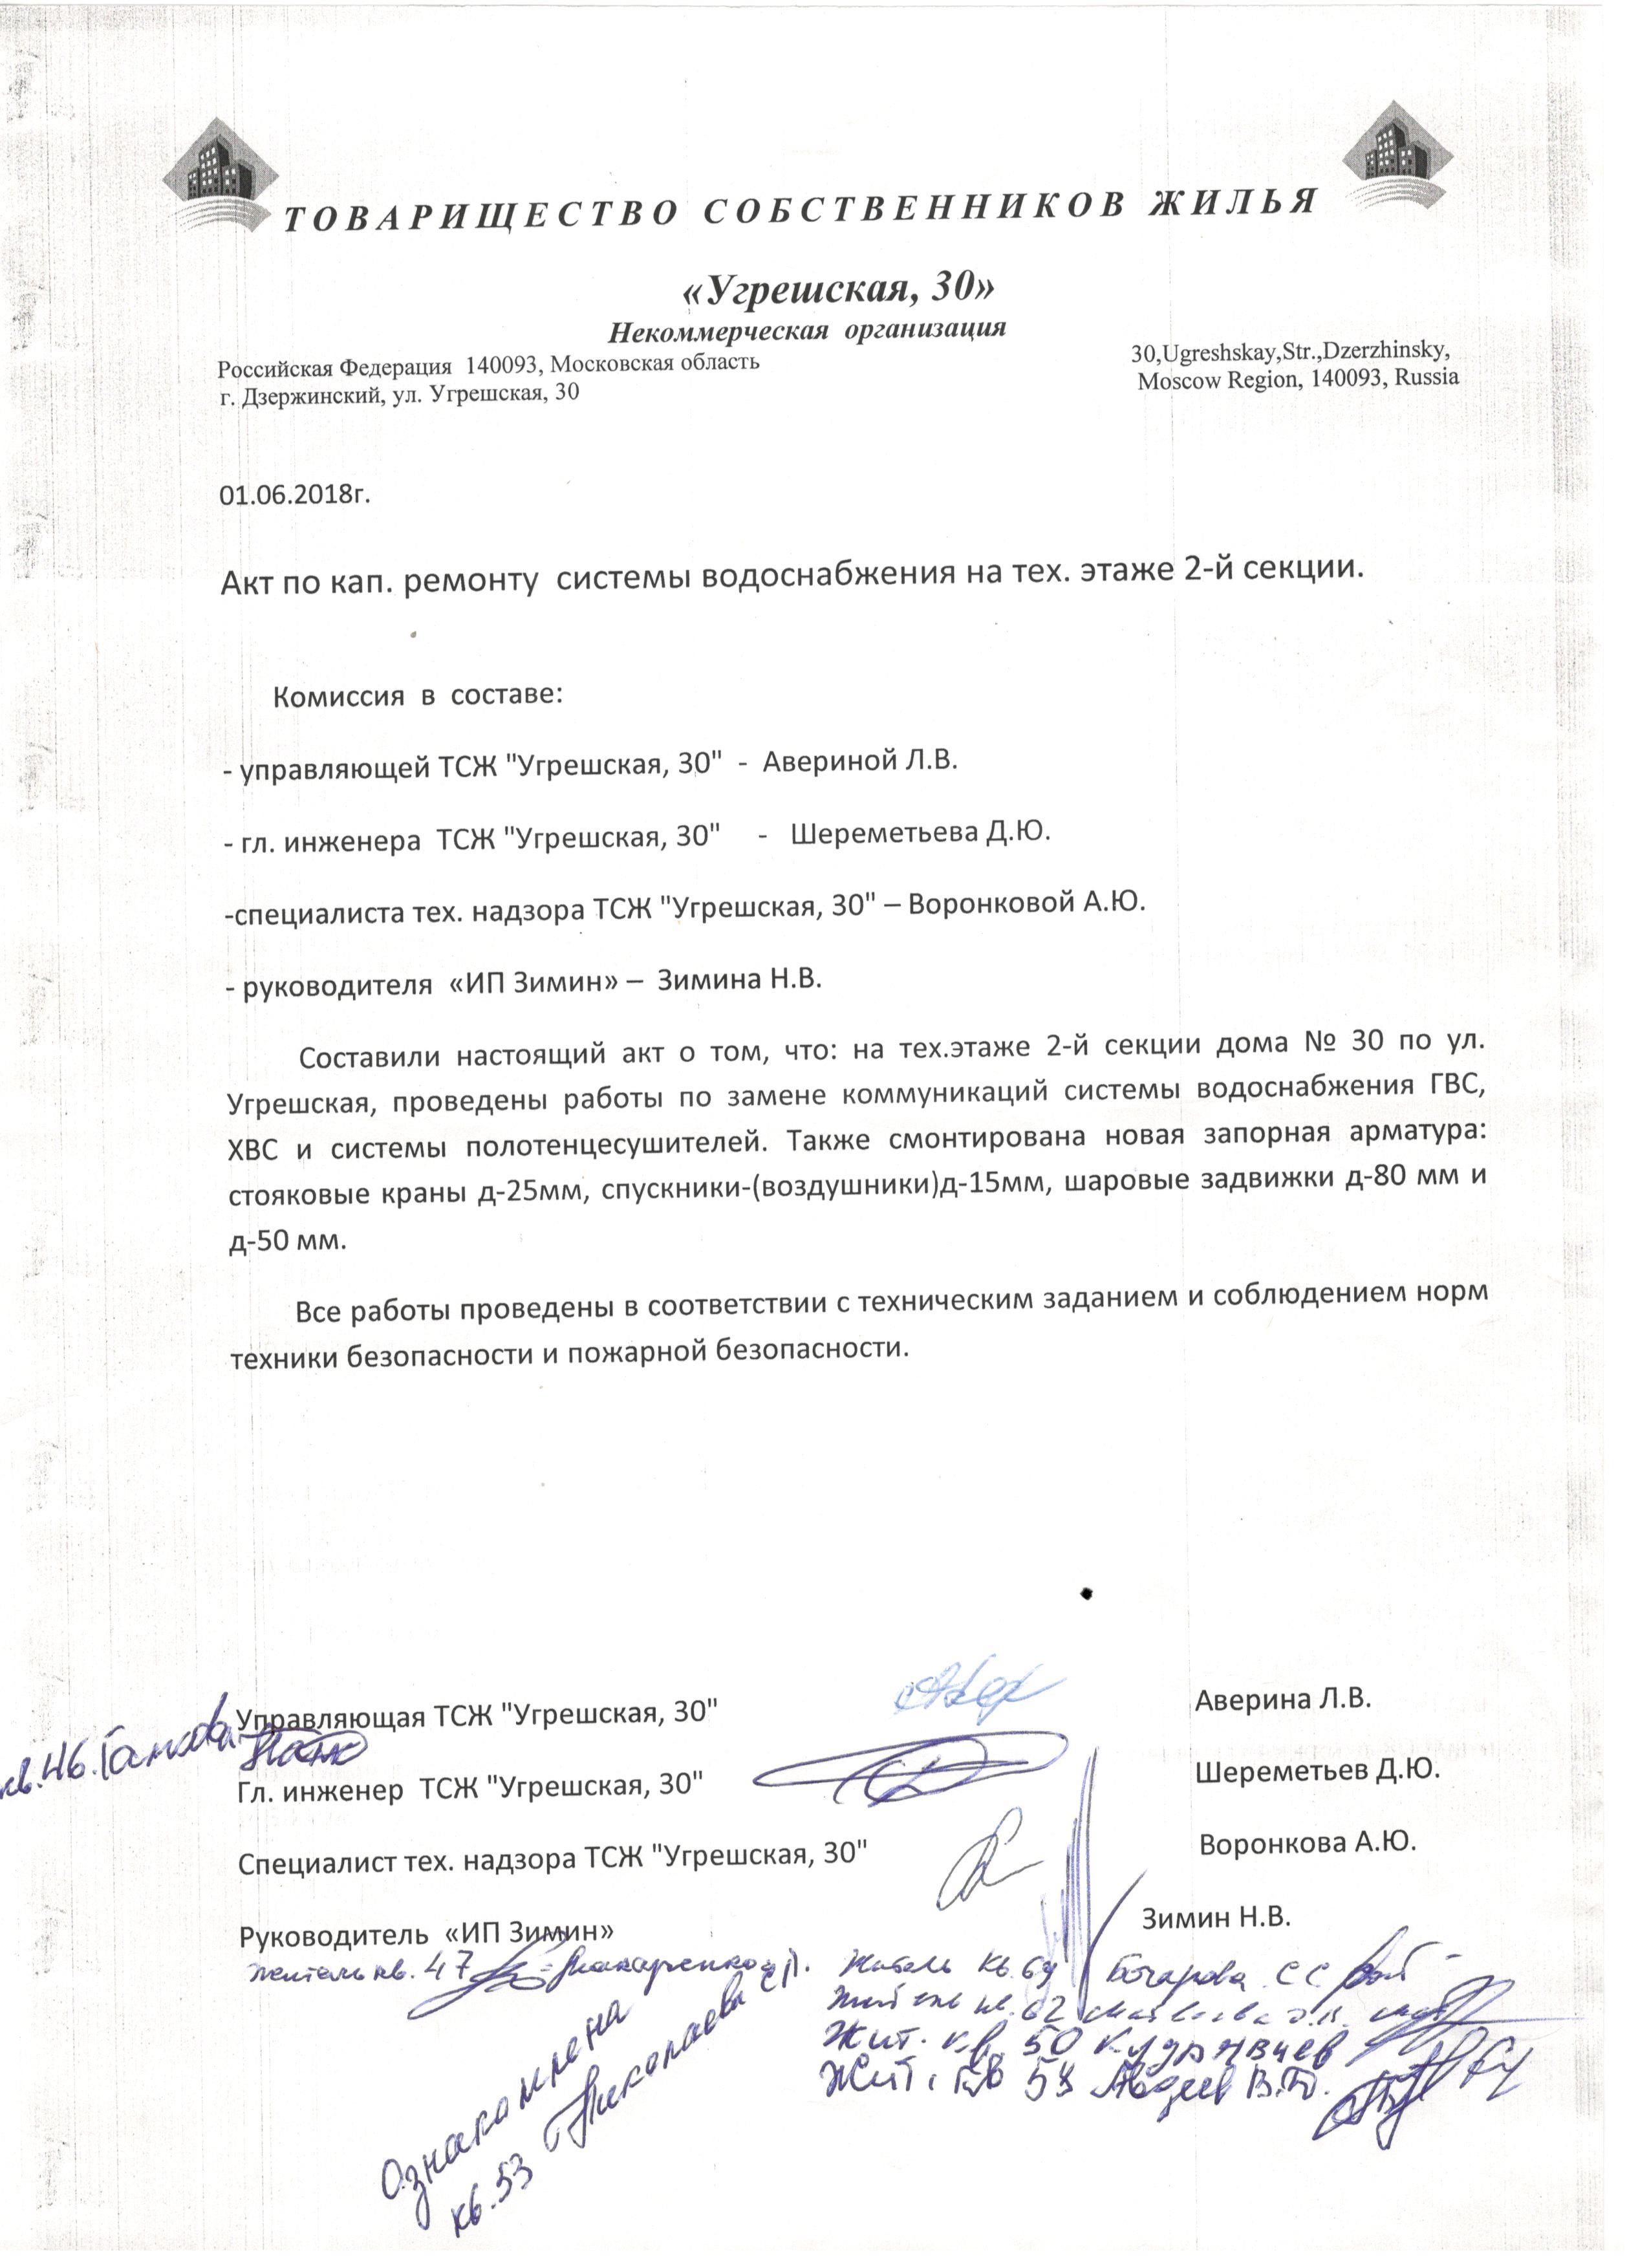 ТОВАРИЩЕСТВО СОБСТВЕННИКОВ ЖИЛЬЯ
«Угрешская, 30»
Некоммерческая организация
Российская Федерация 140093, Московская область
г. Дзержинский, ул. Угрешская, 30
30,Ugreshskay,Str.,Dzerzhinsky,
Moscow Region, 140093, Russia
01.06.2018г.
Акт по кап. ремонту системы водоснабжения на тех. этаже 2-й секции.
Комиссия в составе:
- управляющей ТСЖ "Угрешская, 30" - Авериной Л.В.
- гл. инженера ТСЖ "Угрешская, 30" - Шереметьева Д.Ю.
-специалиста тех. надзора ТСЖ "Угрешская, 30" – Воронковой А.Ю.
- руководителя «ИП Зимин» – Зимина Н.В.
Составили настоящий акт о том, что: на тех.этаже 2-й секции дома № 30 по ул.
Угрешская, проведены работы по замене коммуникаций системы водоснабжения ГВС,
ХВС и системы полотенцесушителей. Также смонтирована новая запорная арматура:
стояковые краны д-25мм, спускники-(воздушники)д-15мм, шаровые задвижки д-80 мм и
д-50 мм.
Все работы проведены в соответствии с техническим заданием и соблюдением норм
техники безопасности и пожарной безопасности.
Управляющая ТСЖ "Угрешская, 30" Аверина Л.В.
кв.46.
Гл. инженер ТСЖ "Угрешская, 30" Шереметьев Д.Ю.
Специалист тех. надзора ТСЖ "Угрешская, 30" Воронкова А.Ю.
Руководитель «ИП Зимин» Зимин Н.В.
житель кв. 47
Житель кв. Бочарова С С
житель кв. 62
Жит. кв. 50 Кудрявцев
Жит. кв Авдеев В.
Ознакомлена
кв. 53 Николаева